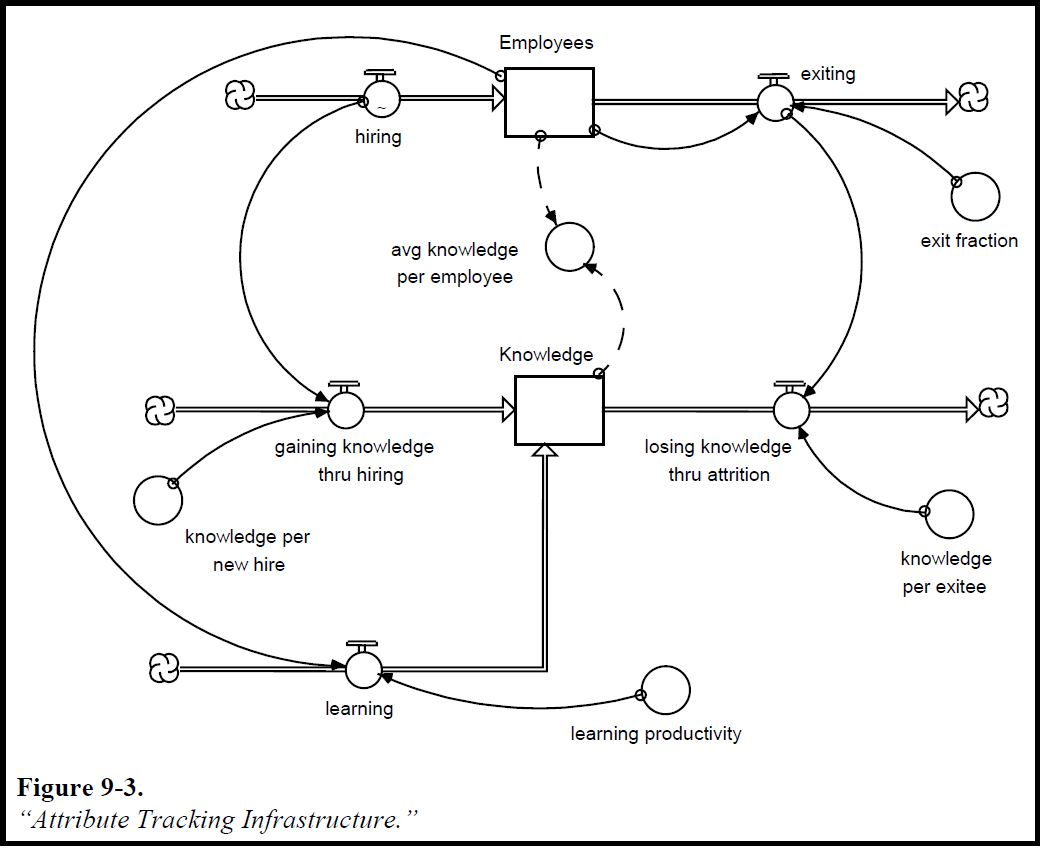 Employees
exiting
hiring
~
exit fraction
avg knowledge
per employee
Knowledge
gaining knowledge
thru hiring
losing knowledge
thru attrition
knowledge per
new hire
knowledge
per exitee
learning
learning productivity
Figure 9-3.
“Attribute Tracking Infrastructure.”